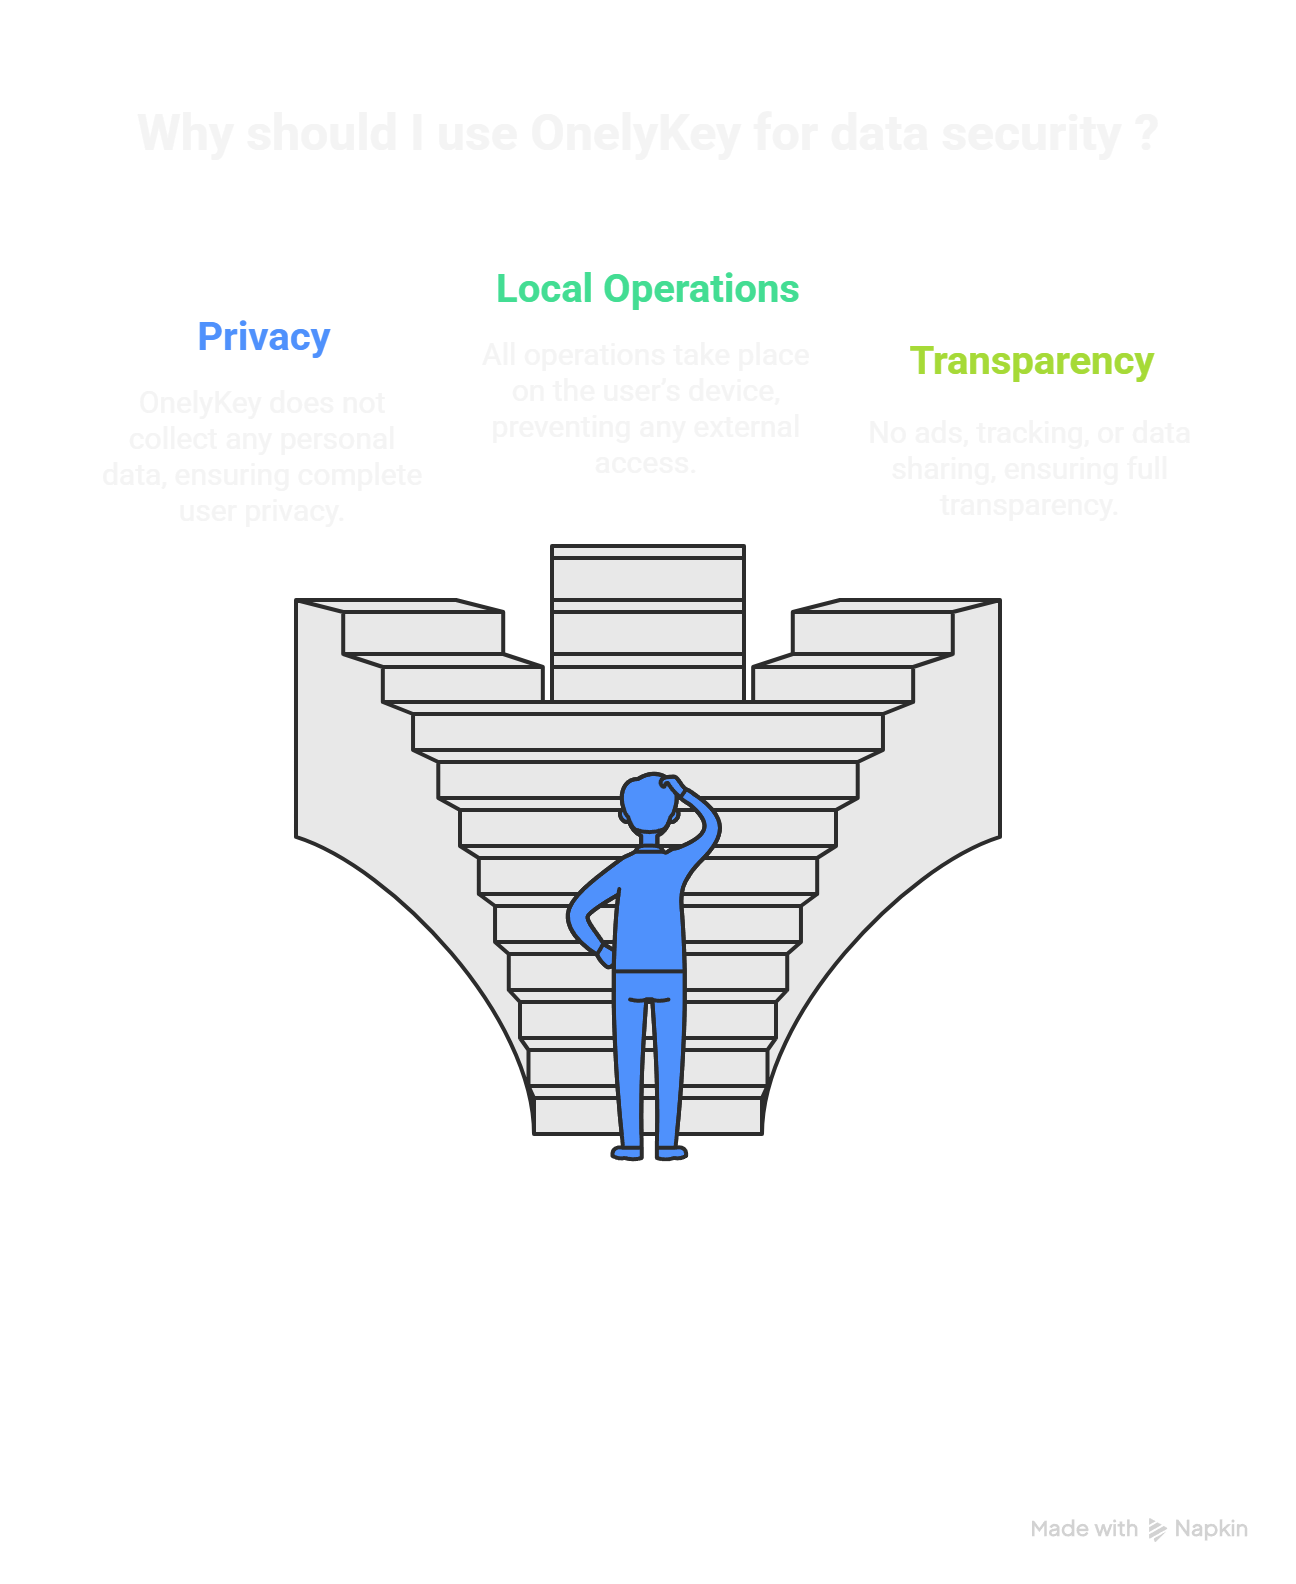 Why should I use OnelyKey for data security ?
Privacy
OnelyKey does not
collect any personal
data, ensuring complete
user privacy.
Local Operations
All operations take place
on the user’s device,
preventing any external
access.
Transparency
No ads, tracking, or data
sharing, ensuring full
transparency.
Made with Napkin